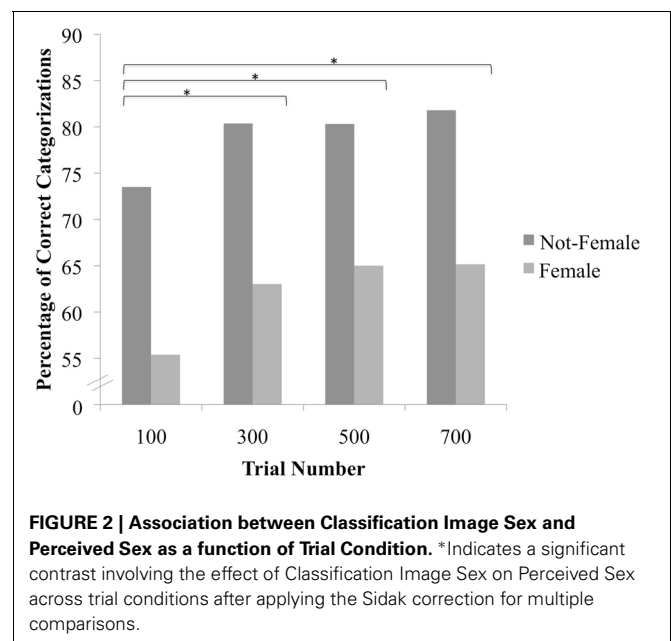 90
85
80
75
70
65
60
55
0
Percentage of Correct Categorizations
*
*
*
Not-Female
Female
100 300 500 700
Trial Number
FIGURE 2 | Association between Classification Image Sex and
Perceived Sex as a function of Trial Condition. *Indicates a significant
contrast involving the effect of Classification Image Sex on Perceived Sex
across trial conditions after applying the Sidak correction for multiple
comparisons.